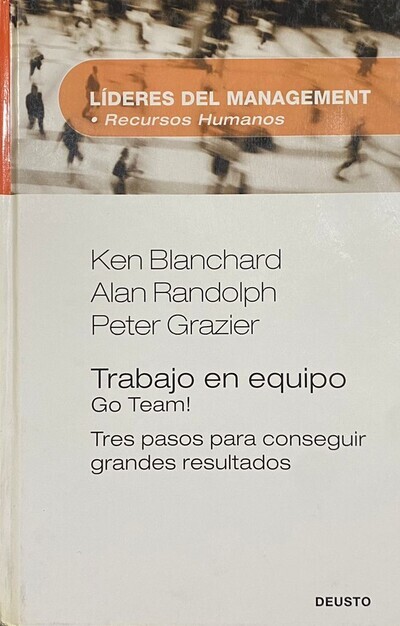 LÍDERES DEL MANAGEMENT
• Recursos Humanos
Ken Blanchard
Alan Randolph
Peter Grazier
Trabajo en equipo
Go Team!
Tres pasos para conseguir
grandes resultados
DEUSTO